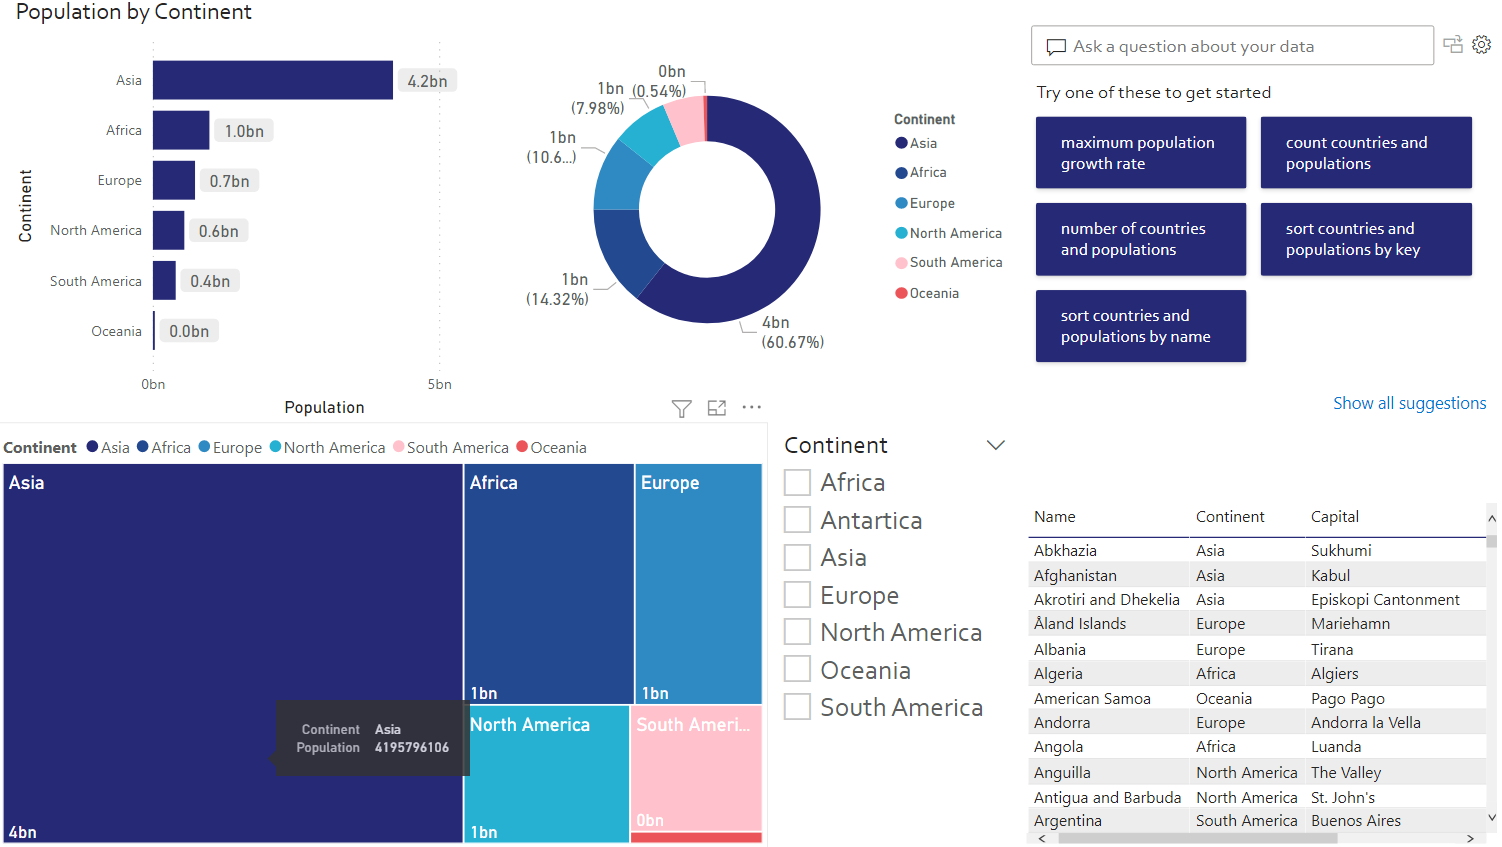 Population by Continent
Continent
Asia
4.2bn
Africa
1.0bn
Europe
0.7bn
North America
0.6bn
South America
0.4bn
Oceania
0.0bn
0bn
5bn
Population
0bn
(0.54%)
1bn
(7.98%)
1bn
(10.6...)
1bn
(14.32%)
4bn
(60.67%)
Continent
Asia
Africa
Europe
North America
South America
Oceania
Ask a question about your data
Try one of these to get started
maximum population
growth rate
count countries and
populations
number of countries
and populations
sort countries and
populations by key
sort countries and
populations by name
Show all suggestions
Continent Asia Africa Europe North America South America Oceania
Asia
4bn
Africa
1bn
Europe
1bn
North America
1bn
South Ameri...
0bn
Continent Asia
Population 4195796106
Continent
Africa
Antartica
Asia
Europe
North America
Oceania
South America
Name Continent Capital
Abkhazia Asia Sukhumi
Afghanistan Asia Kabul
Akrotiri and Dhekelia Asia Episkopi Cantonment
Åland Islands Europe Mariehamn
Albania Europe Tirana
Algeria Africa Algiers
American Samoa Oceania Pago Pago
Andorra Europe Andorra la Vella
Angola Africa Luanda
Anguilla North America The Valley
Antigua and Barbuda North America St. John's
Argentina South America Buenos Aires